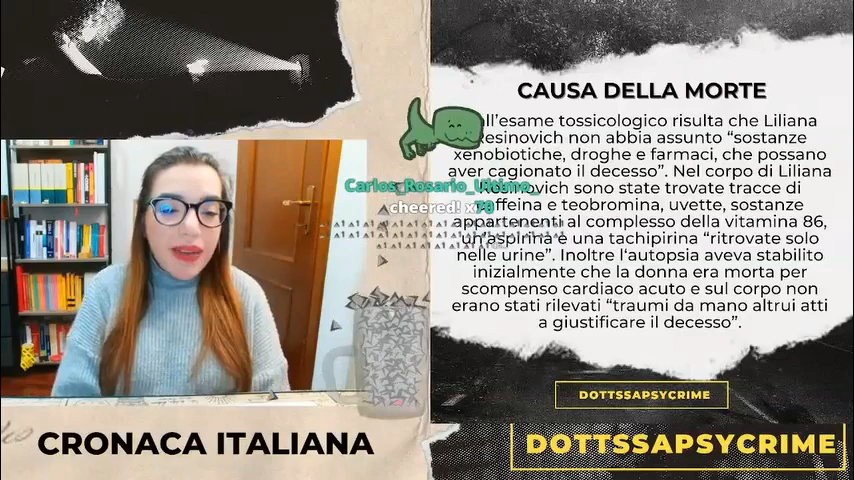 CAUSA DELLA MORTE
ll'esame tossicologico risulta che Liliana
esinovich non abbia assunto “sostanze
xenobiotiche, droghe e farmaci, che possano
aver cagionato il decesso”. Nel corpo di Liliana
novich sono state trovate tracce di
affeina e teobromina, uvette, sostanze
appartenenti al complesso della vitamina 86,
un'aspirina e una tachipirina “ritrovate solo
nelle urine”. Inoltre l'autopsia aveva stabilito
inizialmente che la donna era morta per
scompenso cardiaco acuto e sul corpo non
erano stati rilevati “traumi da mano altrui atti
a giustificare il decesso”.
Carlos_Rosario_Ultimo_
cheered! x78
DOTTSSAPSYCRIME
CRONACA ITALIANA
DOTTSSAPSYCRIME